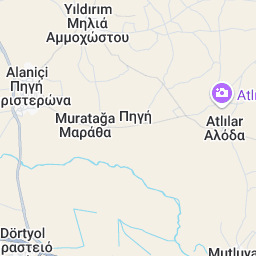 Yıldırım
Μηλιά
Αμμοχώστου
Alaniçi
Πηγή
ριστερώνα
Muratağa
Μαράθα
Πηγή
Atl
Atlılar
Αλόδα
Dörtyol
ραστειό
Mutluya